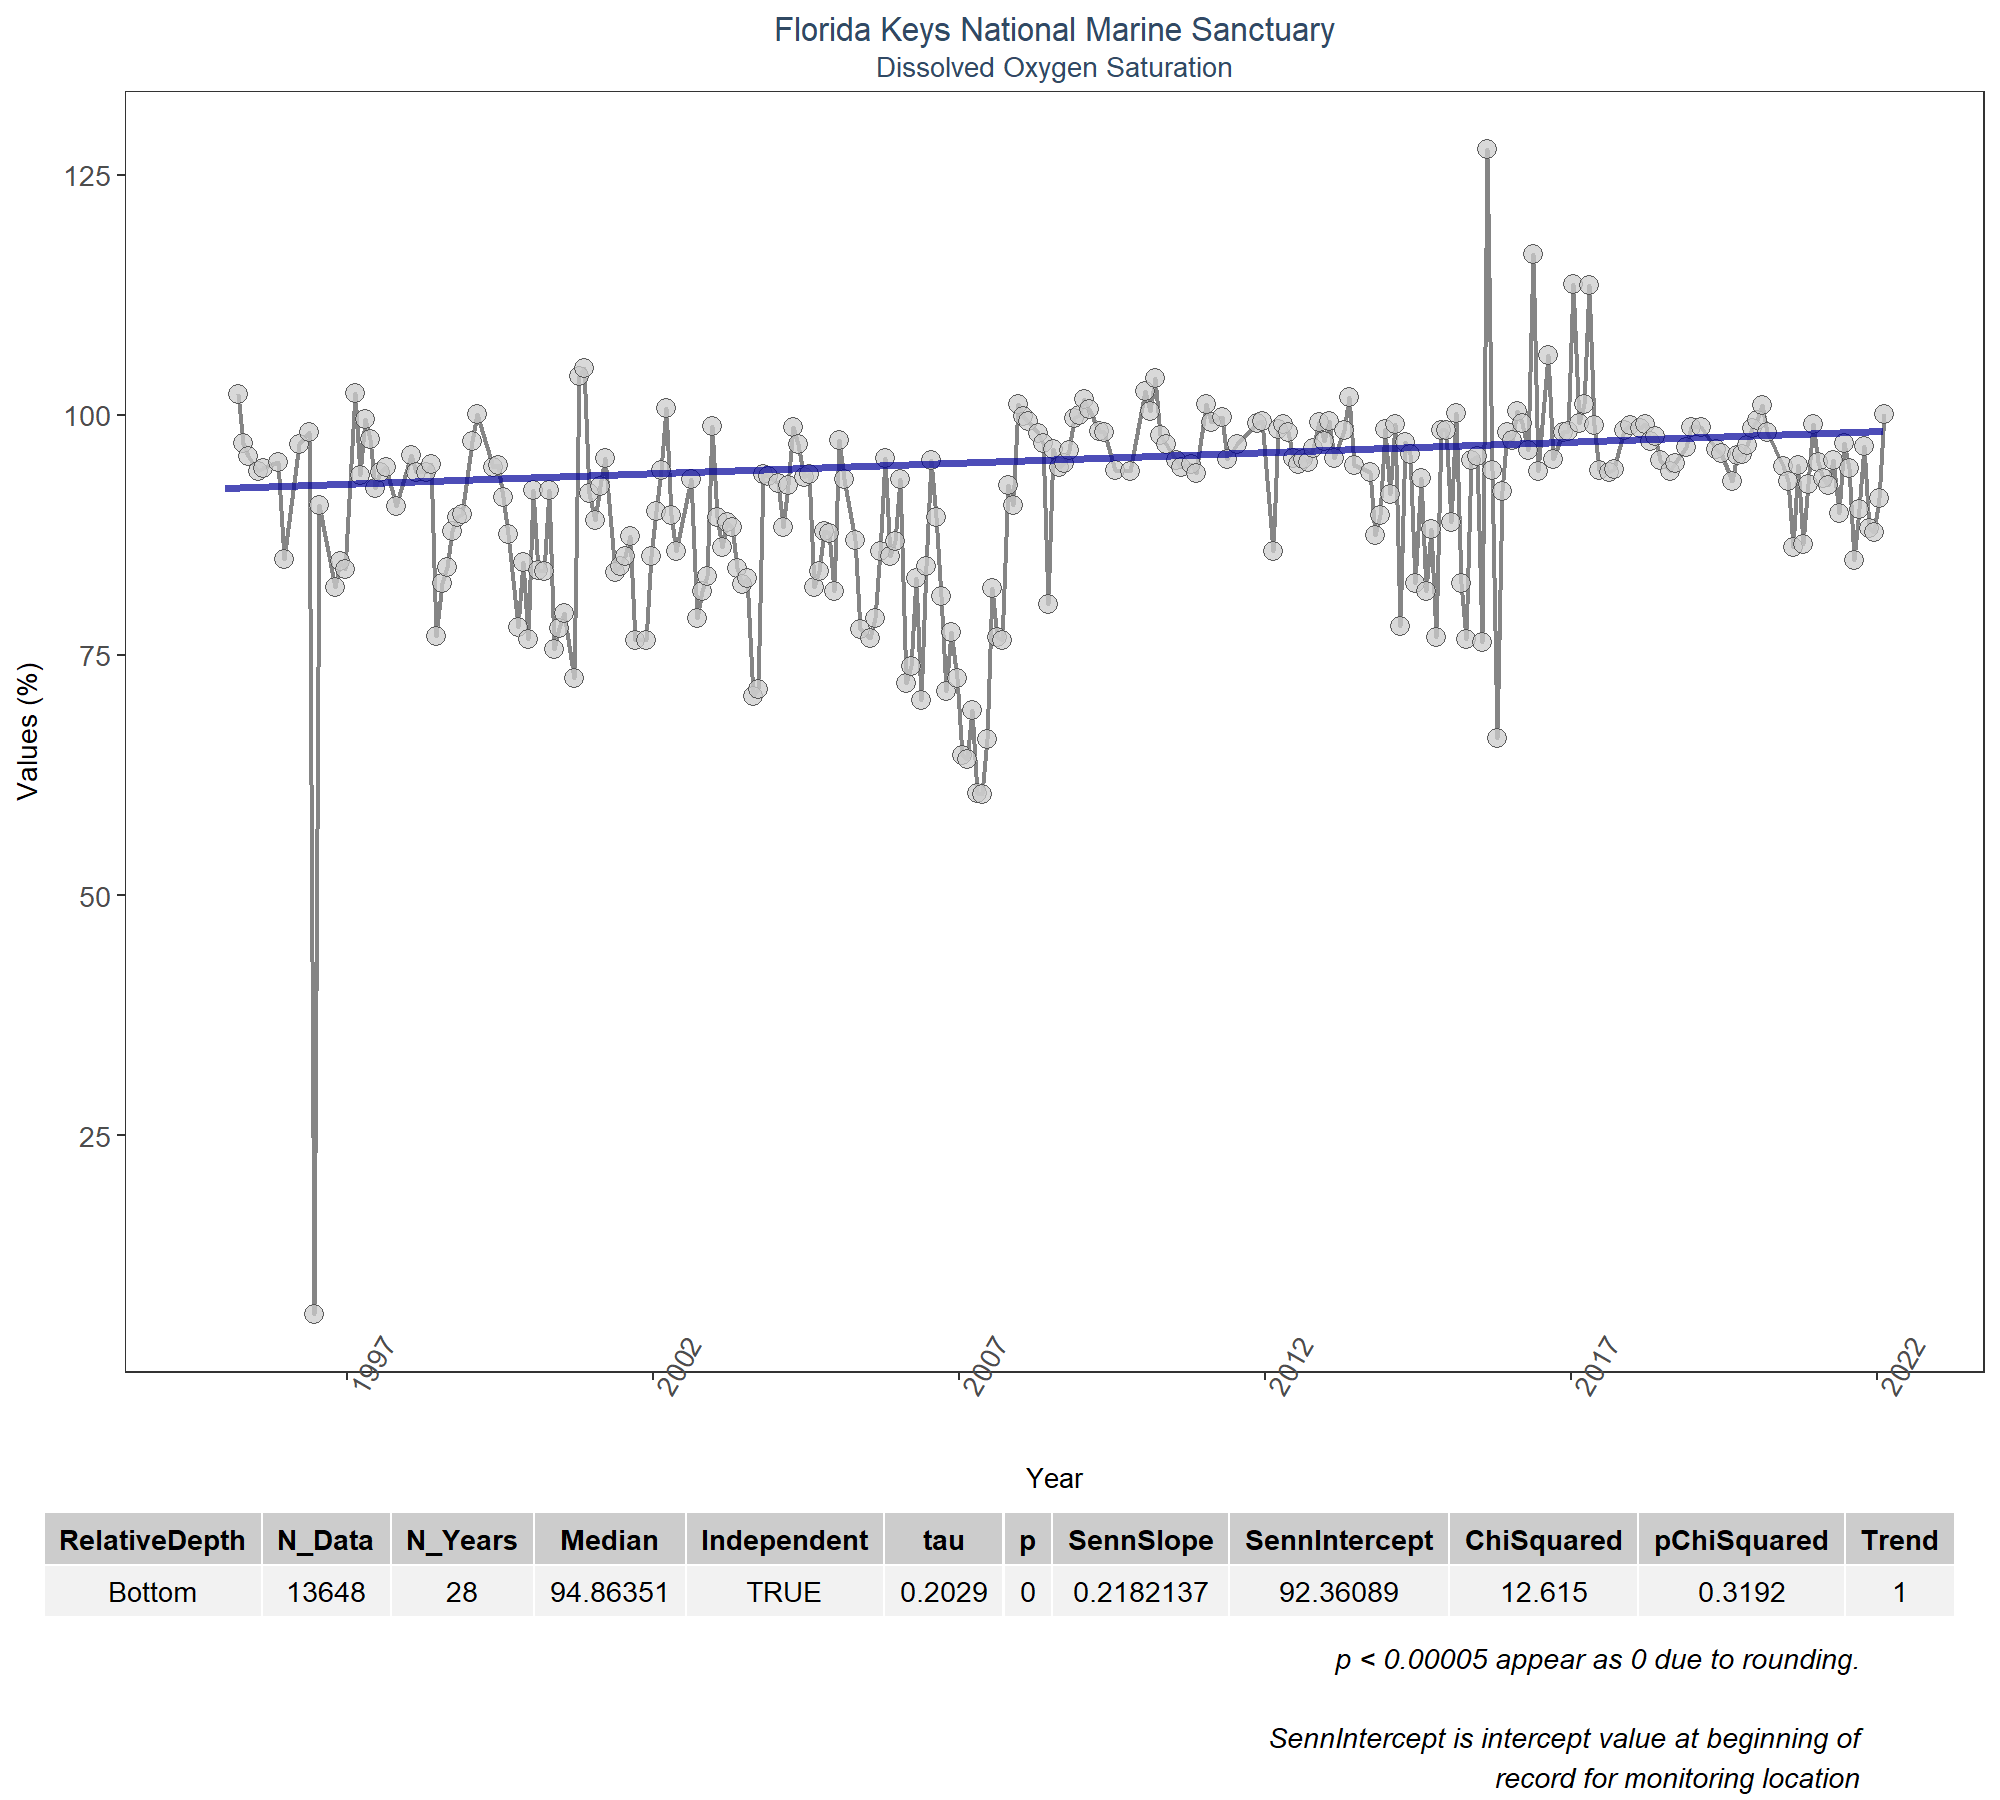 Florida Keys National Marine Sanctuary
Dissolved Oxygen Saturation
125
100
75
50
25
Values (%)
1997 2002 2007 2012 2017 2022
Year
RelativeDepth N_Data N_Years Median Independent tau p SennSlope SennIntercept ChiSquared pChiSquared Trend
Bottom 13648 28 94.86351 TRUE 0.2029 0 0.2182137 92.36089 12.615 0.3192 1
p < 0.00005 appear as 0 due to rounding.
SennIntercept is intercept value at beginning of
record for monitoring location